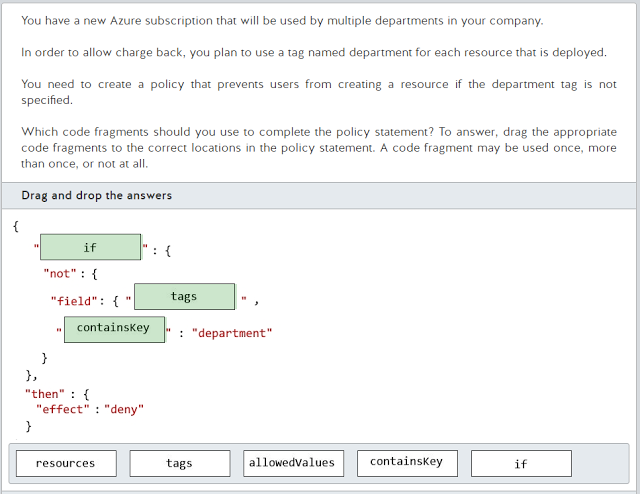 You have a new Azure subscription that will be used by multiple departments in your company.
In order to allow charge back, you plan to use a tag named department for each resource that is deployed.
You need to create a policy that prevents users from creating a resource if the department tag is not
specified.
Which code fragments should you use to complete the policy statement? To answer, drag the appropriate
code fragments to the correct locations in the policy statement. A code fragment may be used once, more
than once, or not at all.
Drag and drop the answers
{
" if " : {
"not" : {
"field": { " tags " ,
" containsKey " : "department"
}
},
"then" : {
"effect" : "deny"
}
resources tags allowedValues containsKey if